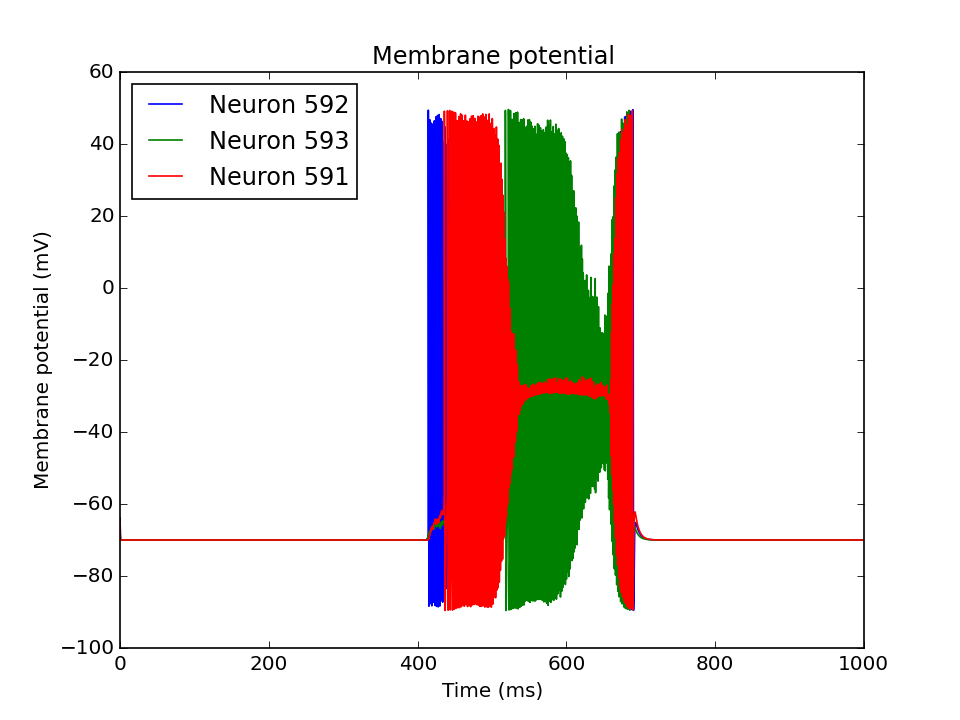 Membrane potential
60
40
20
0
−20
−40
−60
−80
−100
Membrane potential (mV)
Neuron 592
Neuron 593
Neuron 591
0 200 400 600 800 1000
Time (ms)